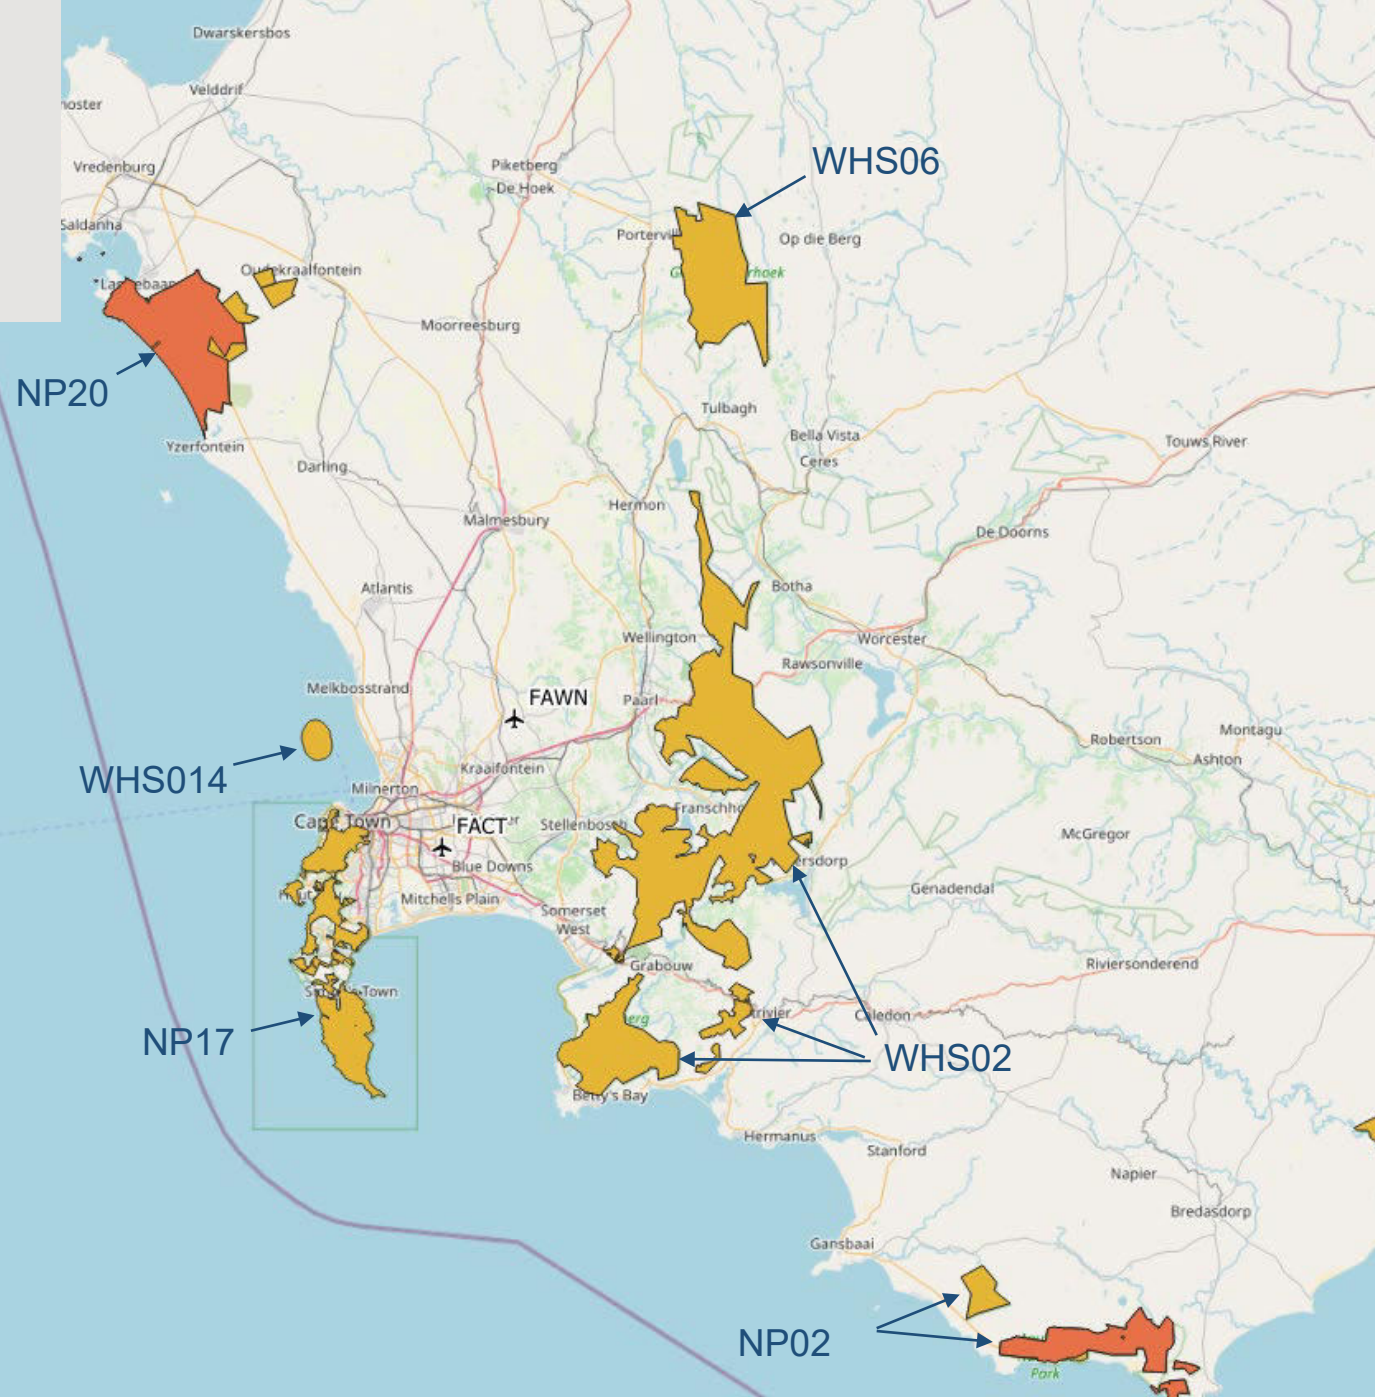 Dwarskersbos
Velddrif
Vredenburg
Piketberg
De Hoek
WHS06
Saldanha
Op die Berg
Moorreesburg
NP20
Yzerfontein
Darling
Tulbagh
Bella Vista
Ceres
Touws River
Hermon
Malmesbury
De Doorns
Atlantis
Botha
Wellington
Worcester
Rawsonville
Melkbosstrand
FAWN
Paarl
Robertson
Montagu
Ashton
WHS014
Kraaifontein
Milnerton
Cape Town
FACT
Stellenbosch
McGregor
Blue Downs
Genadendal
Mitchells Plain
Somerset
West
Grabouw
Riviersonderend
Caledon
NP17
WHS02
Betty's Bay
Hermanus
Stanford
Napier
Bredasdorp
Gansbaai
NP02
Park